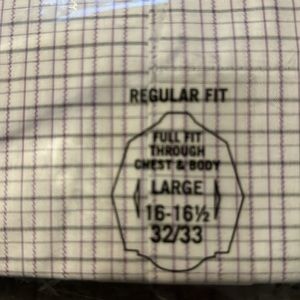 REGULAR FIT
FULL FIT
THROUGH
CHEST & BODY
LARGE
16-16½
32/33